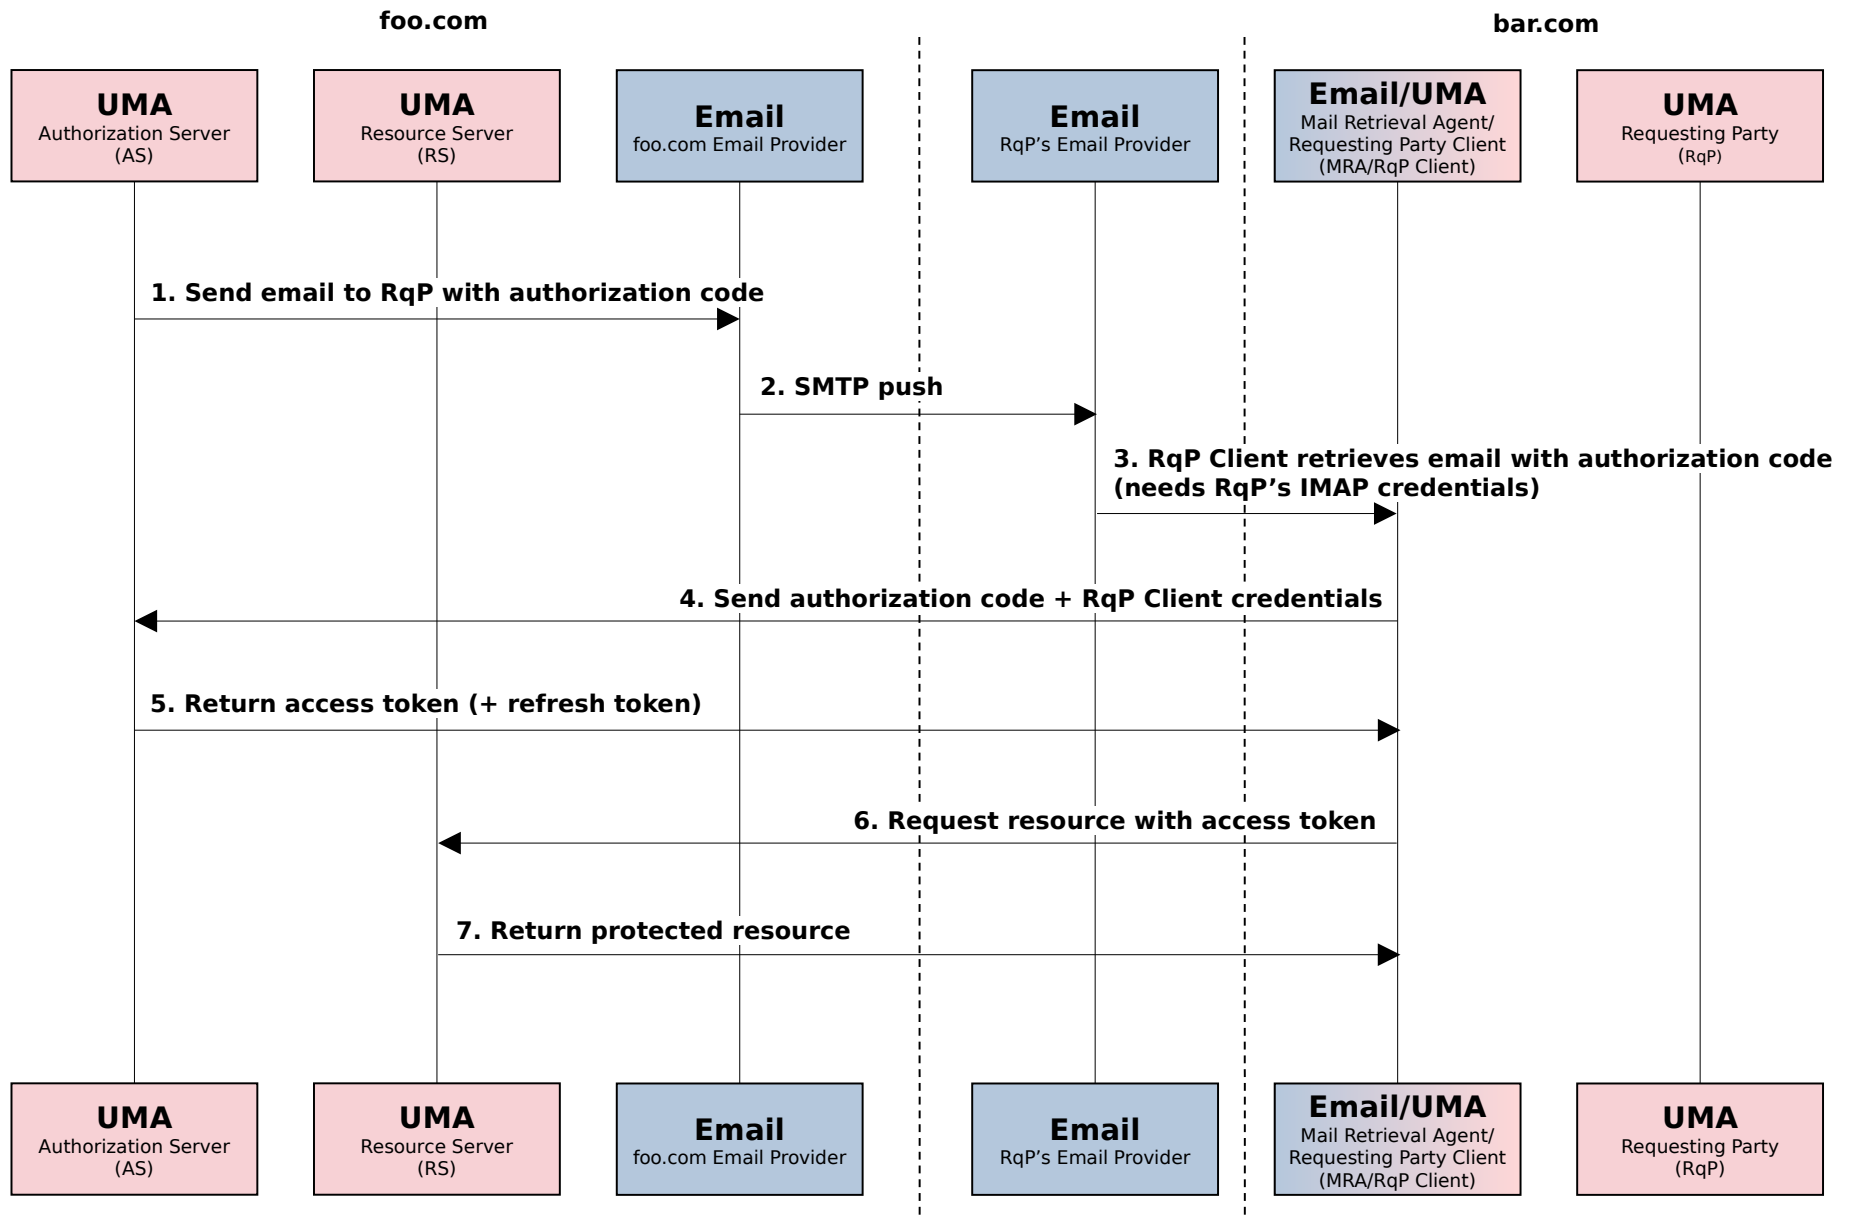 foo.com
bar.com
UMA
Authorization Server
(AS)
UMA
Resource Server
(RS)
Email
foo.com Email Provider
Email
RqP’s Email Provider
Email/UMA
Mail Retrieval Agent/
Requesting Party Client
(MRA/RqP Client)
UMA
Requesting Party
(RqP)
1. Send email to RqP with authorization code
2. SMTP push
3. RqP Client retrieves email with authorization code
(needs RqP’s IMAP credentials)
4. Send authorization code + RqP Client credentials
5. Return access token (+ refresh token)
6. Request resource with access token
7. Return protected resource
UMA
Authorization Server
(AS)
UMA
Resource Server
(RS)
Email
foo.com Email Provider
Email
RqP’s Email Provider
Email/UMA
Mail Retrieval Agent/
Requesting Party Client
(MRA/RqP Client)
UMA
Requesting Party
(RqP)